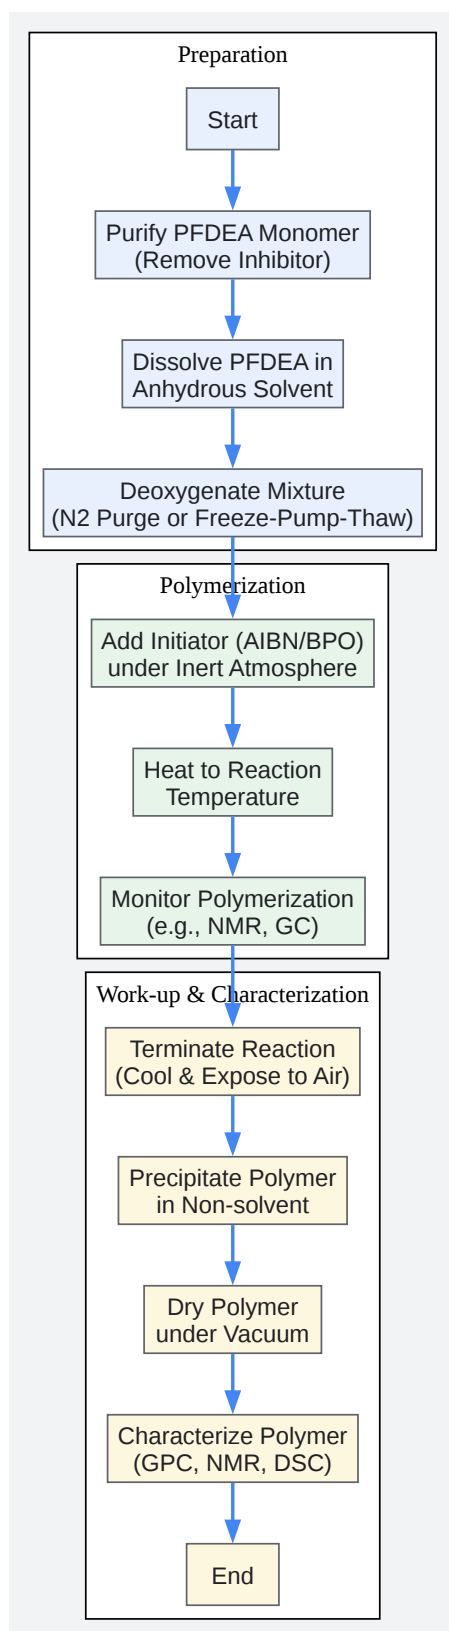 Preparation
Start
Purify PFDEA Monomer
(Remove Inhibitor)
Dissolve PFDEA in
Anhydrous Solvent
Deoxygenate Mixture
(N2 Purge or Freeze-Pump-Thaw)
Polymerization
Add Initiator (AIBN/BPO)
under Inert Atmosphere
Heat to Reaction
Temperature
Monitor Polymerization
(e.g., NMR, GC)
Work-up & Characterization
Terminate Reaction
(Cool & Expose to Air)
Precipitate Polymer
in Non-solvent
Dry Polymer
under Vacuum
Characterize Polymer
(GPC, NMR, DSC)
End